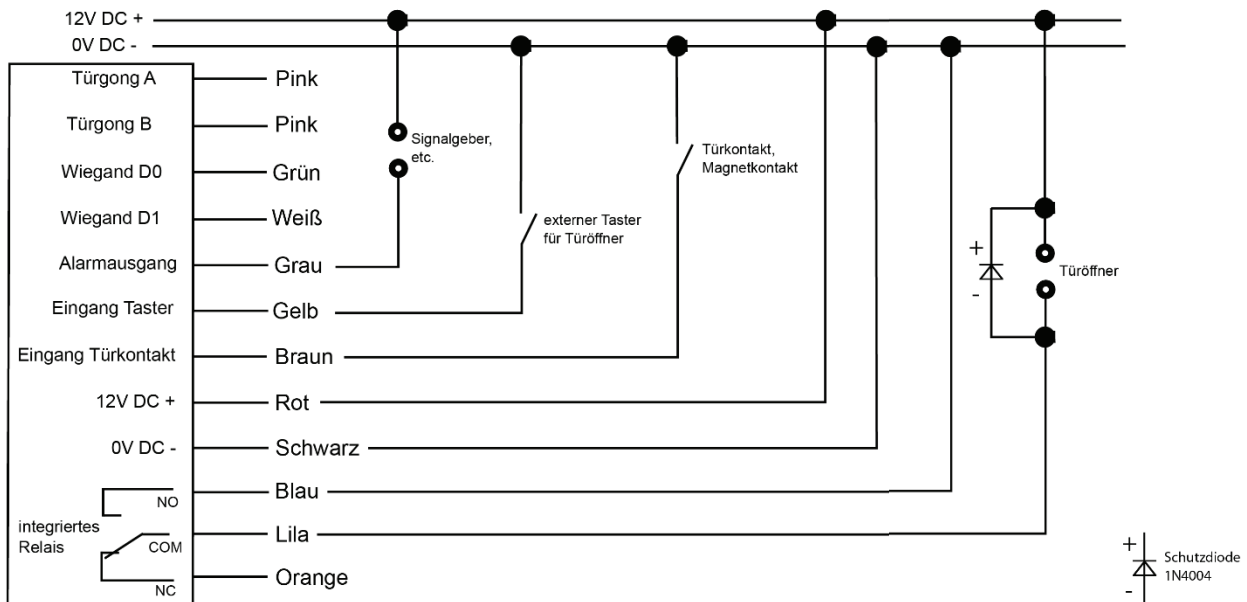 12V DC +
0V DC -
Türgong A
Pink
Türgong B
Pink
Signalgeber,
etc.
Türkontakt,
Magnetkontakt
Wiegand D0
Grün
Wiegand D1
Weiß
externer Taster
für Türöffner
Alarmausgang
Grau
+
-
Türöffner
Eingang Taster
Gelb
Eingang Türkontakt
Braun
12V DC +
Rot
0V DC -
Schwarz
NO
Blau
integriertes
Relais
COM
Lila
NC
Orange
+
-
Schutzdiode
1N4004